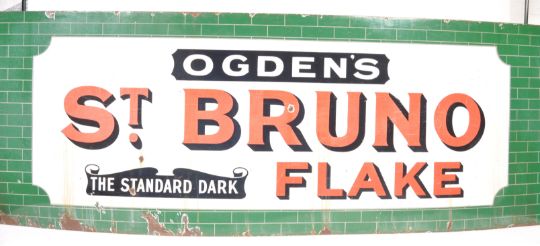 OGDEN'S
ST BRUNO
THE STANDARD DARK FLAKE